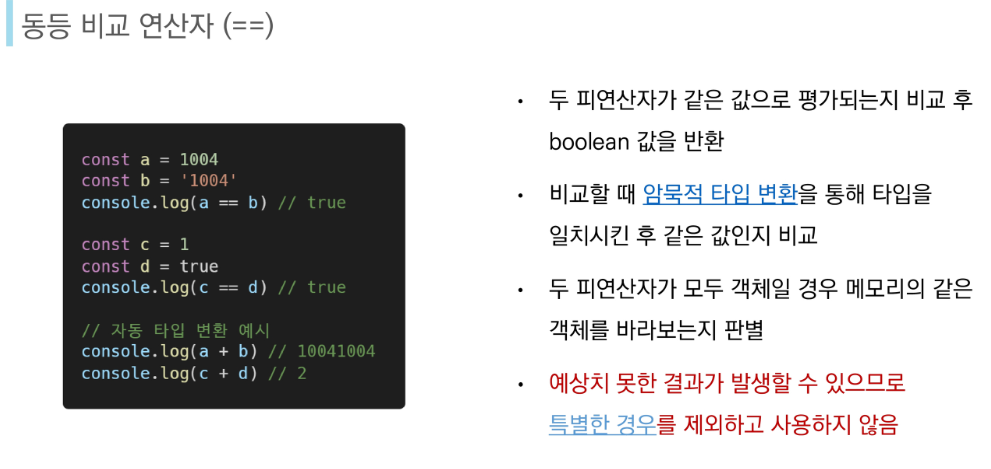 동등 비교 연산자 (==)
const a = 1004
const b = '1004'
console.log(a == b) // true
const c = 1
const d = true
console.log(c == d) // true
// 자동 타입 변환 예시
console.log(a + b) // 10041004
console.log(c + d) // 2
• 두 피연산자가 같은 값으로 평가되는지 비교 후
boolean 값을 반환
• 비교할 때 암묵적 타입 변환을 통해 타입을
일치시킨 후 같은 값인지 비교
• 두 피연산자가 모두 객체일 경우 메모리의 같은
객체를 바라보는지 판별
• 예상치 못한 결과가 발생할 수 있으므로
특별한 경우를 제외하고 사용하지 않음